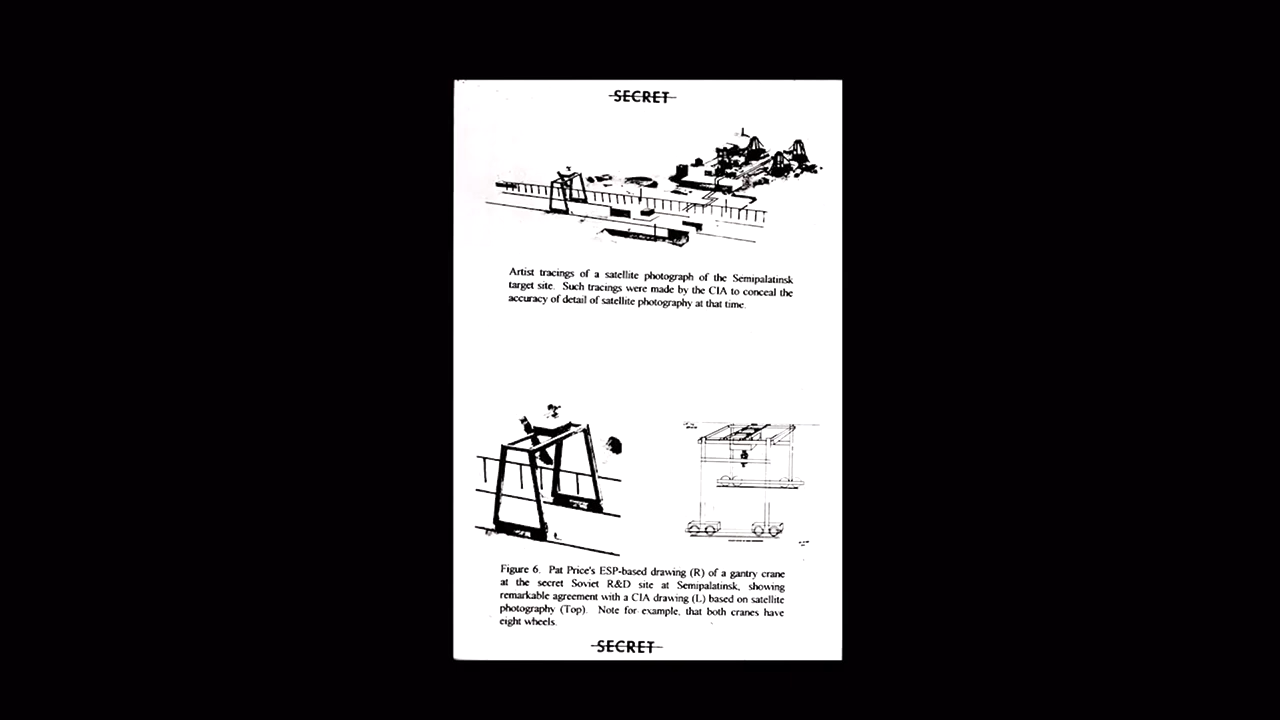 SECRET
Artist tracings of a satellite photograph of the Semipalatinsk
target site. Such tracings were made by the CIA to conceal the
accuracy of detail of satellite photography at that time.
Figure 6. Pat Price's ESP-based drawing (R) of a gantry crane
at the secret Soviet R&D site at Semipalatinsk, showing
remarkable agreement with a CIA drawing (L) based on satellite
photography (Top). Note for example, that both cranes have
eight wheels.
SECRET